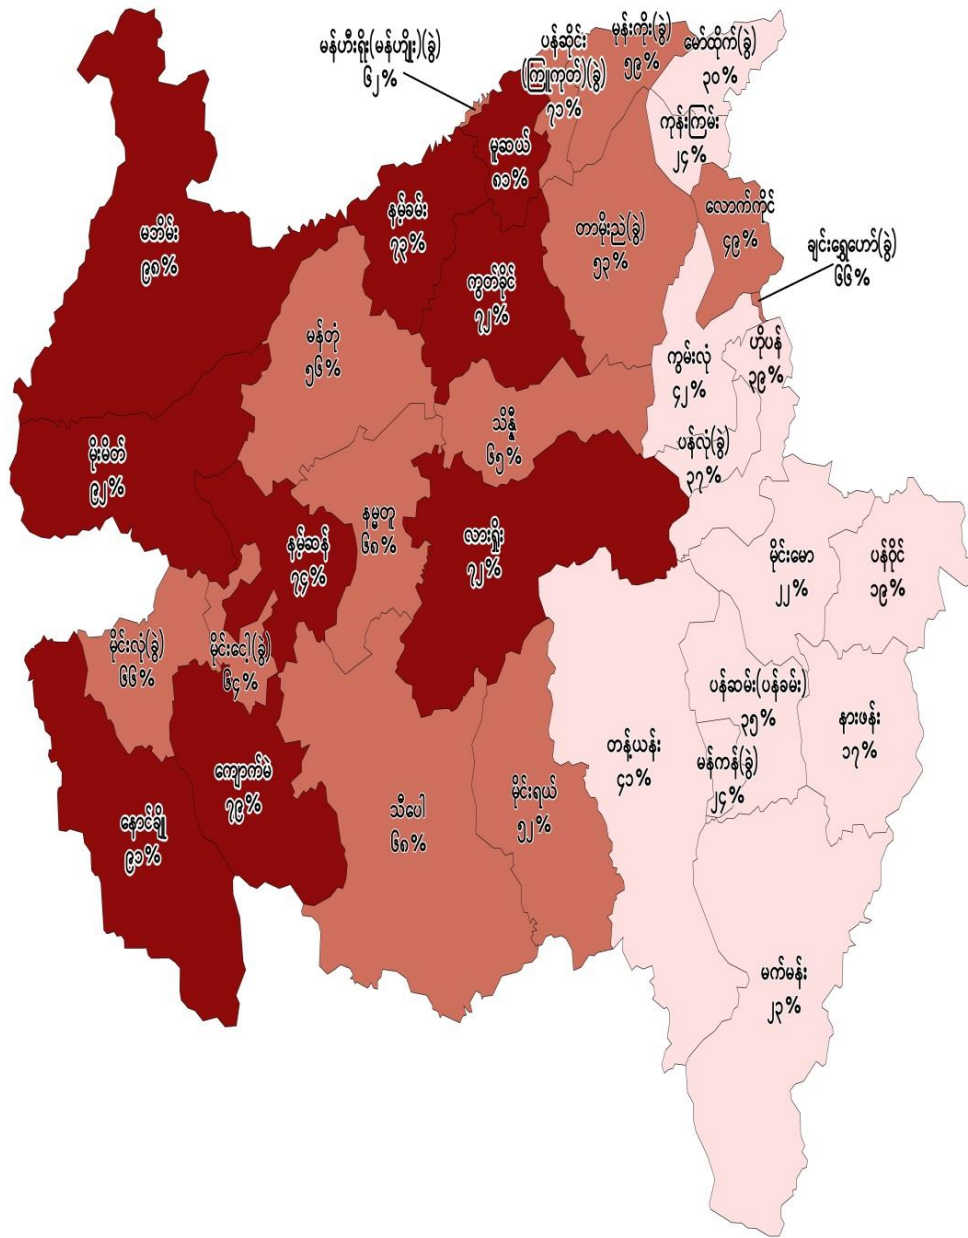 မန်ဟီးရိုး(မန်ဟျိုး)(ခွဲ)
၆၂%
ပန်ဆိုင်း
(ကြူကုတ်)(ခွဲ)
၇၁%
မုန်းကိုး(ခွဲ)
၅၉%
မော်ထိုက်(ခွဲ)
၃၀%
ကုန်းကြမ်း
၂၄%
မူဆယ်
၈၁%
နမ့်ခမ်း
၇၃%
မဘိမ်း
၉၈%
တာမိုးညဲ(ခွဲ)
၅၃%
လောက်ကိုင်
၄၉%
ချင်းရွှေဟော်(ခွဲ)
၆၆%
ကွတ်ခိုင်
၇၂%
မန်တုံ
၅၆%
ကွမ်းလုံ
၄၂%
ဟိုပန်
၃၉%
သိန္နီ
၆၅%
ပန်လုံ(ခွဲ)
၃၇%
မိုးမိတ်
၉၂%
နမ္မတူ
၆၈%
နမ့်ဆန်
၇၄%
လားရှိုး
၇၂%
မိုင်းမော
၂၂%
ပန်ဝိုင်
၁၉%
မိုင်းလုံ(ခွဲ)
၆၆%
မိုင်းငေါ့(ခွဲ)
၆၄%
ပန်ဆမ်း(ပန်ခမ်း)
၃၅%
နားဖန်း
၁၇%
တန့်ယန်း
၄၁%
မန်ကန်(ခွဲ)
၂၄%
ကျောက်မဲ
၇၉%
မိုင်းရယ်
၅၂%
သီပေါ
၆၈%
နောင်ချို
၉၁%
မက်မန်း
၂၃%